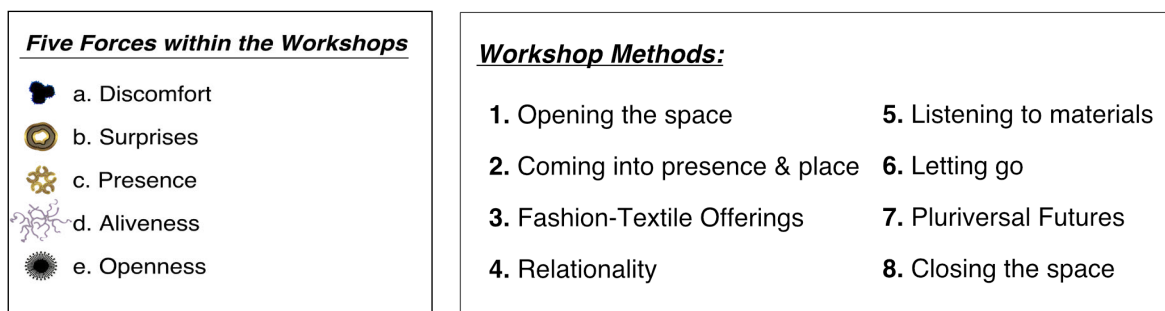 Five Forces within the Workshops
a. Discomfort
b. Surprises
c. Presence
d. Aliveness
e. Openness
Workshop Methods:
1. Opening the space
2. Coming into presence & place
3. Fashion-Textile Offerings
4. Relationality
5. Listening to materials
6. Letting go
7. Pluriversal Futures
8. Closing the space